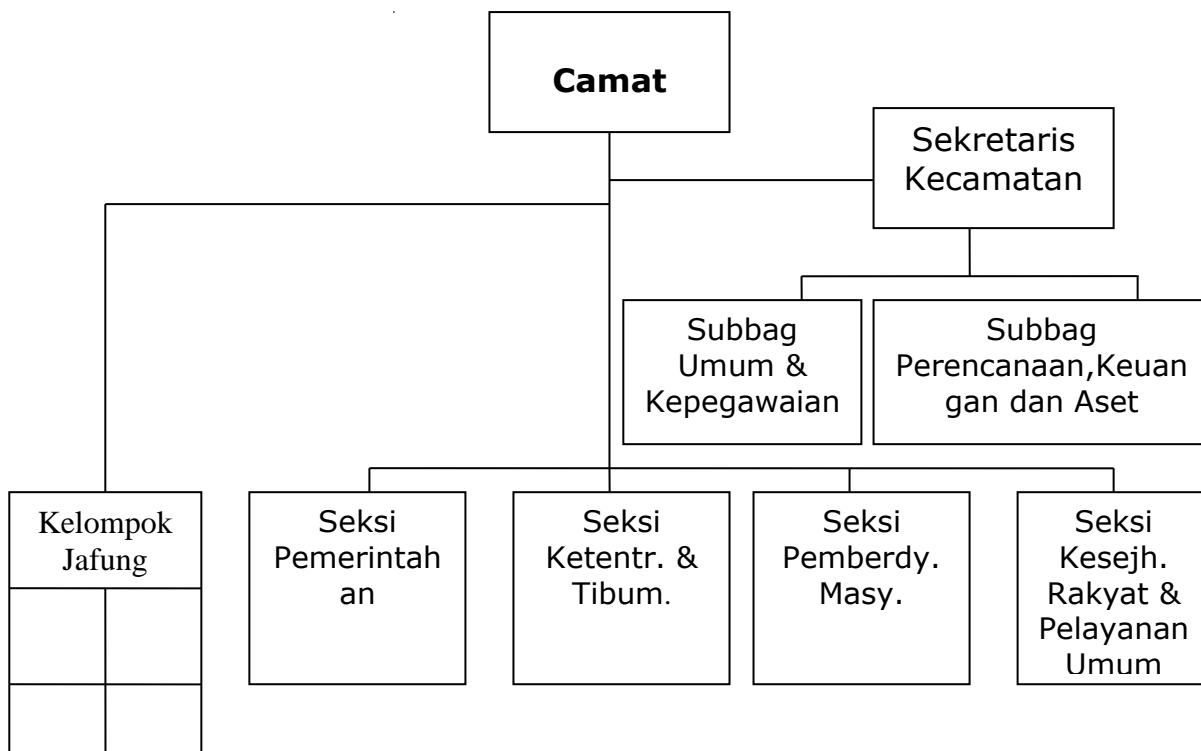 Camat
Sekretaris
Kecamatan
Subbag
Umum &
Kepegawaian
Subbag
Perencanaan,Keuan
gan dan Aset
Kelompok
Jafung
Seksi
Pemerintah
an
Seksi
Ketentr. &
Tibum.
Seksi
Pemberdy.
Masy.
Seksi
Kesejh.
Rakyat &
Pelayanan
Umum